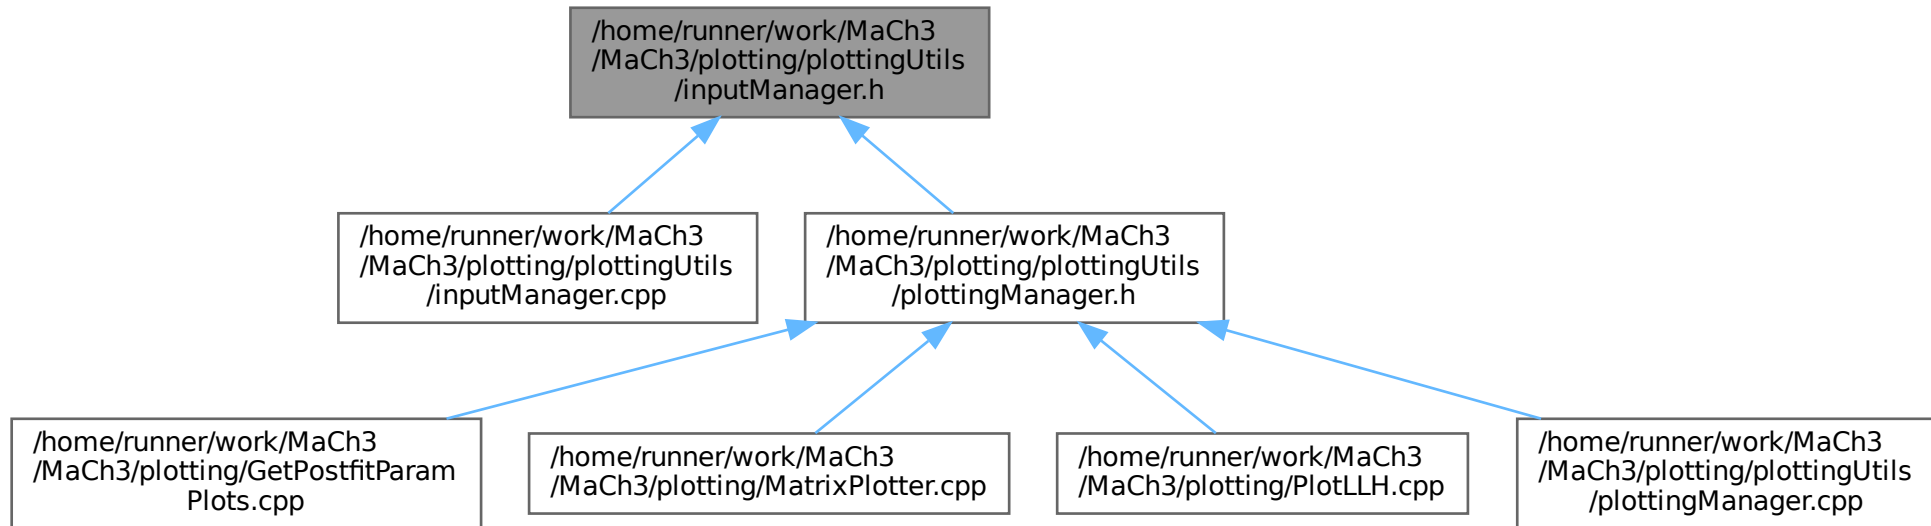 /home/runner/work/MaCh3
/MaCh3/plotting/plottingUtils
/inputManager.h
/home/runner/work/MaCh3
/MaCh3/plotting/plottingUtils
/inputManager.cpp
/home/runner/work/MaCh3
/MaCh3/plotting/plottingUtils
/plottingManager.h
/home/runner/work/MaCh3
/MaCh3/plotting/GetPostfitParam
Plots.cpp
/home/runner/work/MaCh3
/MaCh3/plotting/MatrixPlotter.cpp
/home/runner/work/MaCh3
/MaCh3/plotting/PlotLLH.cpp
/home/runner/work/MaCh3
/MaCh3/plotting/plottingUtils
/plottingManager.cpp